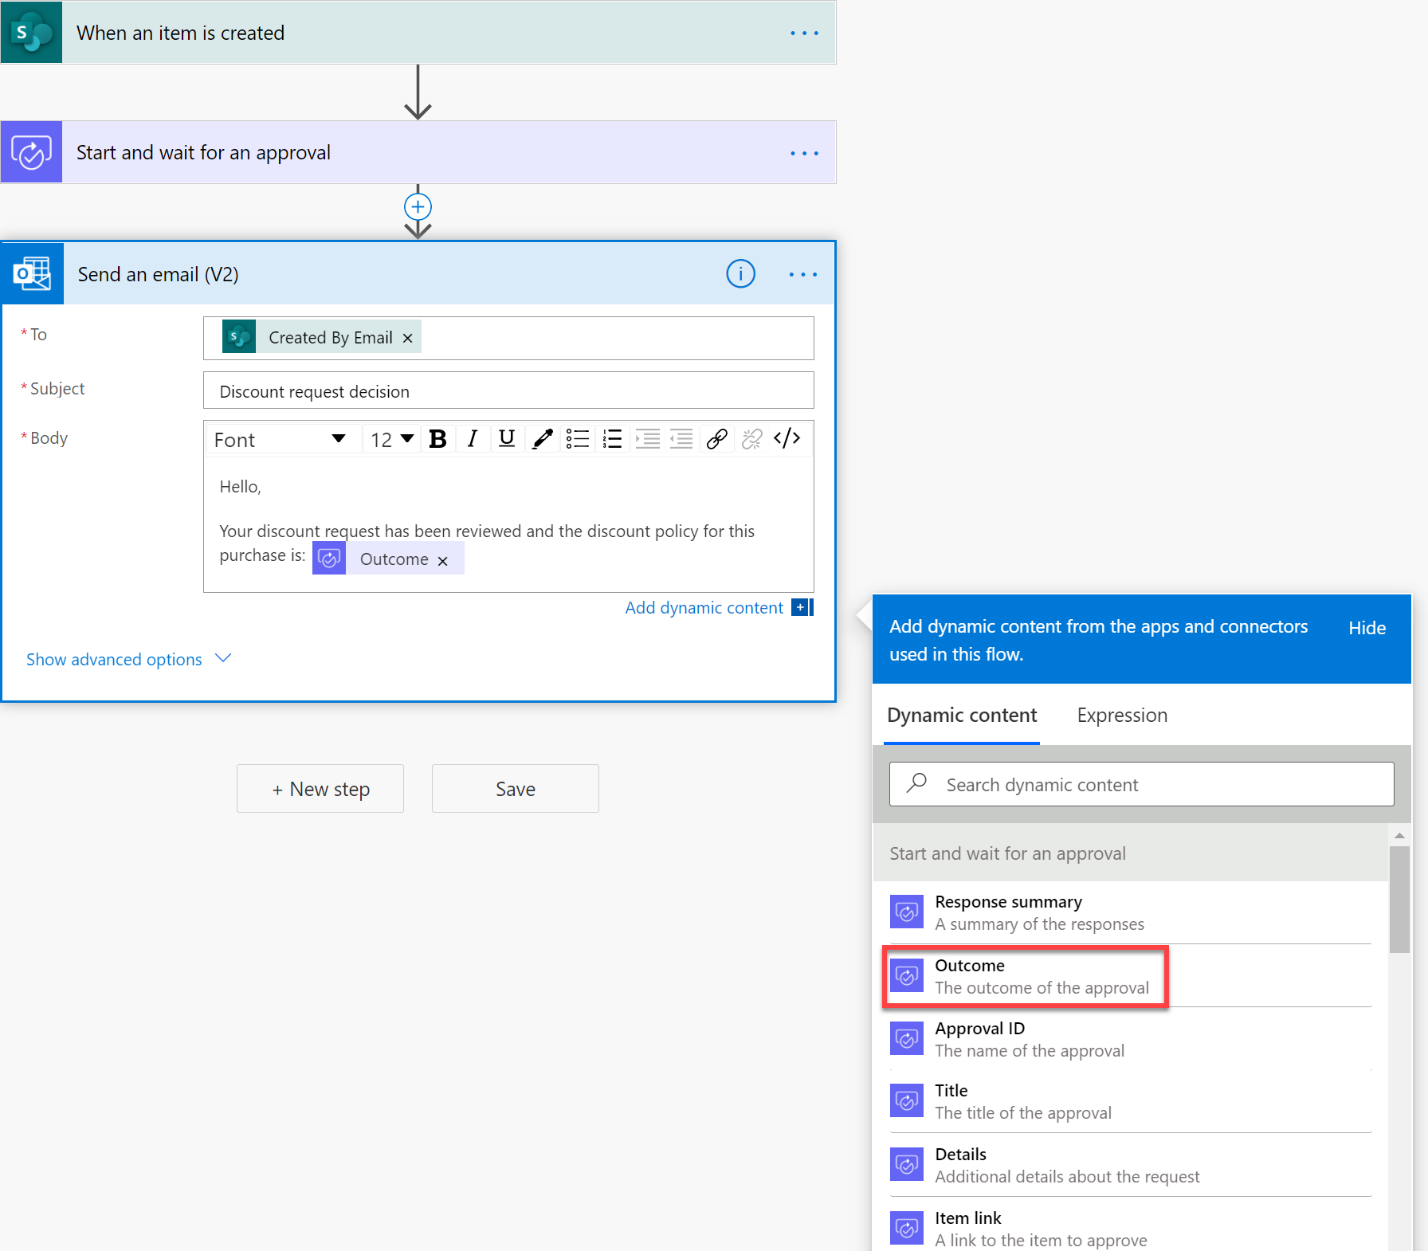 When an item is created
Start and wait for an approval
Send an email (V2)
* To
Created By Email ×
* Subject
Discount request decision
* Body
Font
12
B I U </>
Hello,
Your discount request has been reviewed and the discount policy for this
purchase is: Outcome ×
Add dynamic content
Show advanced options
+ New step
Save
Add dynamic content from the apps and connectors
used in this flow.
Hide
Dynamic content
Expression
Search dynamic content
Start and wait for an approval
Response summary
A summary of the responses
Outcome
The outcome of the approval
Approval ID
The name of the approval
Title
The title of the approval
Details
Additional details about the request
Item link
A link to the item to approve